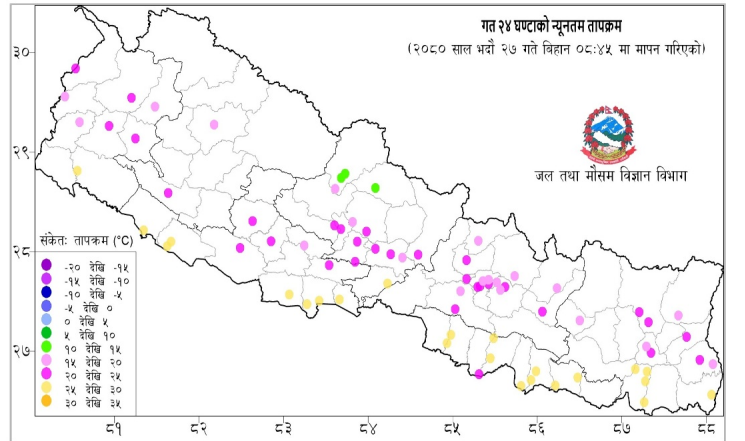 गत २४ घण्टाको न्यूनतम तापक्रम
(२०८० साल भदौ २७ गते बिहान ०८:४५ मा मापन गरिएको)
जल तथा मौसम विज्ञान विभाग
३०
२९
२८
२७
संकेतः तापक्रम (°C)
-२० देखि -१५
-१५ देखि -१०
-१० देखि -५
-५ देखि ०
० देखि ५
५ देखि १०
१० देखि १५
१५ देखि २०
२० देखि २५
२५ देखि ३०
३० देखि ३५
८१
८२
८३
८४
८५
८६
८७
८८